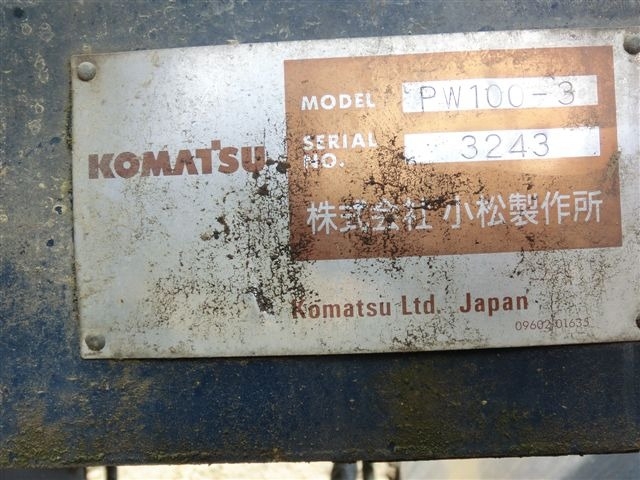 KOMATSU
MODEL PW100-3
SERIAL NO. 3243
株式会社 小松製作所
Komatsu Ltd. Japan
09602-01635